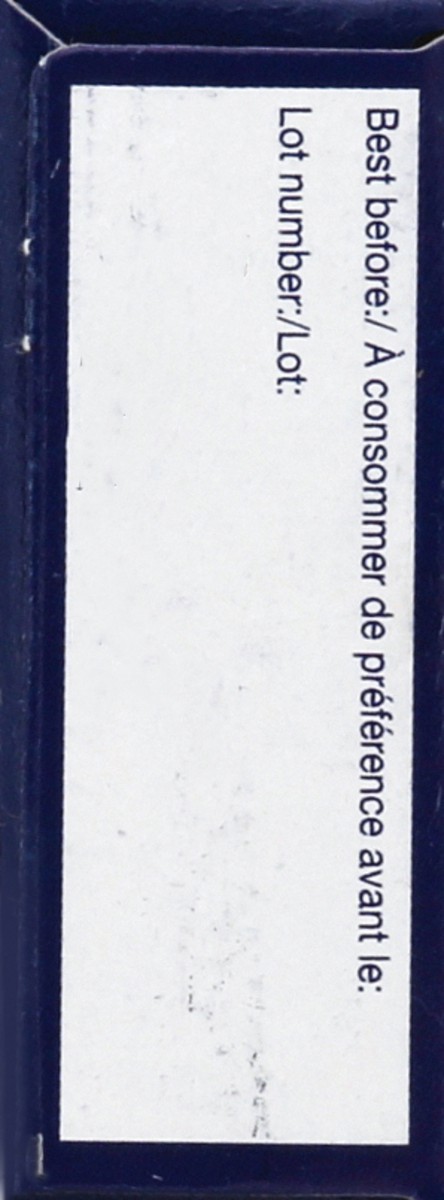 Best before:/ À consommer de préférence avant le:
Lot number:/Lot: